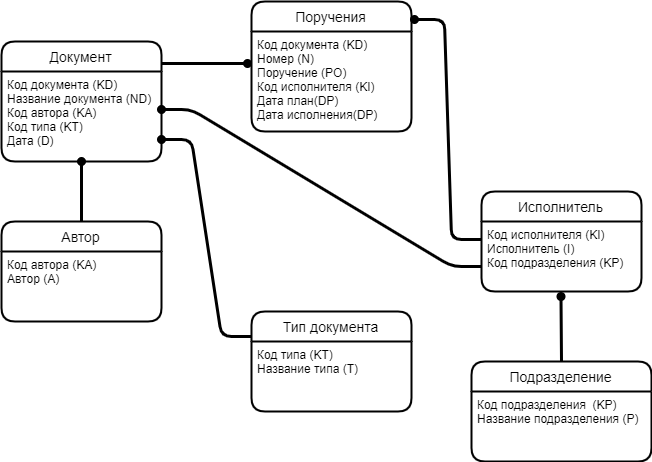 Поручения
Код документа (KD)
Номер (N)
Поручение (PO)
Код исполнителя (KI)
Дата план(DP)
Дата исполнения(DP)
Документ
Код документа (KD)
Название документа (ND)
Код автора (KA)
Код типа (KT)
Дата (D)
Исполнитель
Код исполнителя (KI)
Исполнитель (I)
Код подразделения (KP)
Автор
Код автора (KA)
Автор (A)
Тип документа
Код типа (KT)
Название типа (T)
Подразделение
Код подразделения (KP)
Название подразделения (P)